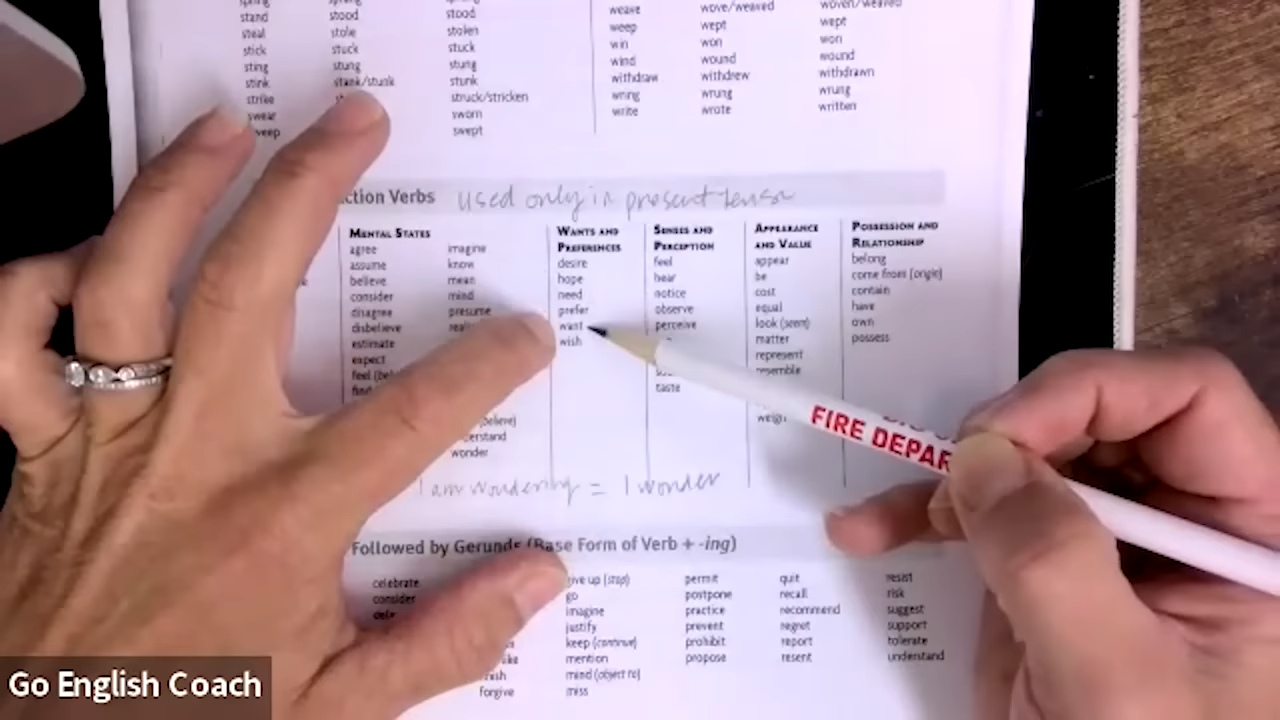 stand stood stood weave wove/weaved woven/weaved
steal stole stolen weep wept wept
stick stuck stuck win won won
sting stung stung wind wound wound
stink stank/stunk stunk withdraw withdrew withdrawn
strike struck/stricken wring wrung wrung
swear sworn write wrote written
swept
ction Verbs used only in present tense
MENTAL STATES
agree
assume
believe
consider
disagree
disbelieve
estimate
expect
imagine
know
mean
mind
presume
(believe)
wonder
WANTS AND
PREFERENCES
desire
hope
need
prefer
want
wish
SENSES AND
PERCEPTION
feel
hear
notice
observe
perceive
taste
APPEARANCE
AND VALUE
appear
be
cost
equal
look (seem)
matter
represent
resemble
weigh
POSSESSION AND
RELATIONSHIP
belong
come from (origin)
contain
have
own
possess
I am wondering = I wonder
Followed by Gerunds (Base Form of Verb + -ing)
celebrate give up (stop) permit quit resist
consider go postpone recall risk
imagine practice recommend suggest
justify prevent regret support
keep (continue) prohibit report tolerate
mention propose resent understand
mind (object to)
forgive miss
FIRE DEPAR
Go English Coach